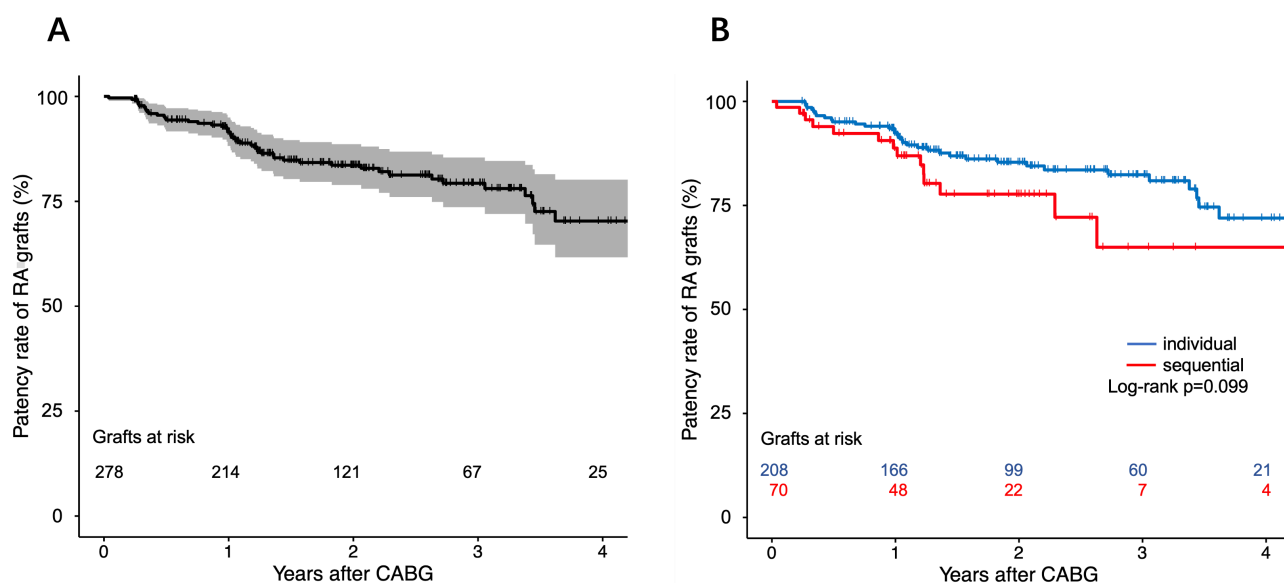 A
Patency rate of RA grafts (%)
100
75
50
25
0
Grafts at risk
278 214 121 67 25
0 1 2 3 4
Years after CABG
B
Patency rate of RA grafts (%)
100
75
50
25
0
individual
sequential
Log-rank p=0.099
Grafts at risk
208 166 99 60 21
70 48 22 7 4
0 1 2 3 4
Years after CABG